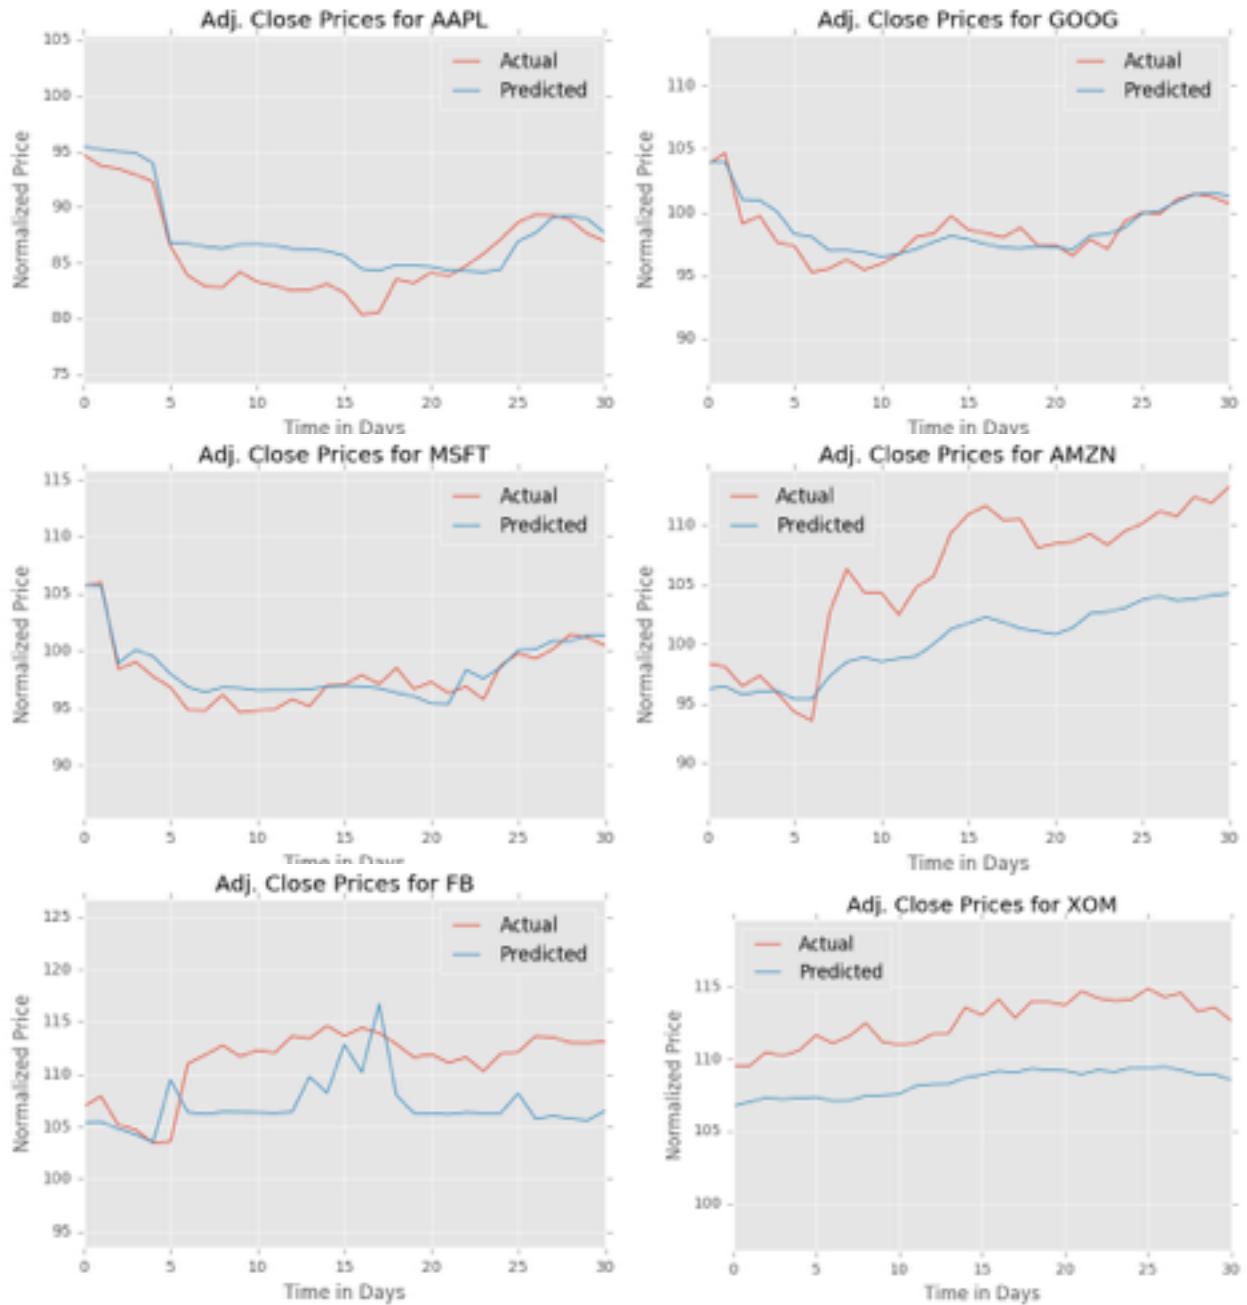 Adj. Close Prices for AAPL
105
100
95
90
85
80
75
Normalized Price
Actual
Predicted
0 5 10 15 20 25 30
Time in Days
Adj. Close Prices for GOOG
110
105
100
95
90
Normalized Price
Actual
Predicted
0 5 10 15 20 25 30
Time in Days
Adj. Close Prices for MSFT
115
110
105
100
95
90
Normalized Price
Actual
Predicted
0 5 10 15 20 25 30
Time in Days
Adj. Close Prices for AMZN
110
105
100
95
90
Normalized Price
Actual
Predicted
0 5 10 15 20 25 30
Time in Days
Adj. Close Prices for FB
125
120
115
110
105
100
95
Normalized Price
Actual
Predicted
0 5 10 15 20 25 30
Time in Days
Adj. Close Prices for XOM
115
110
105
100
Normalized Price
Actual
Predicted
0 5 10 15 20 25 30
Time in Days